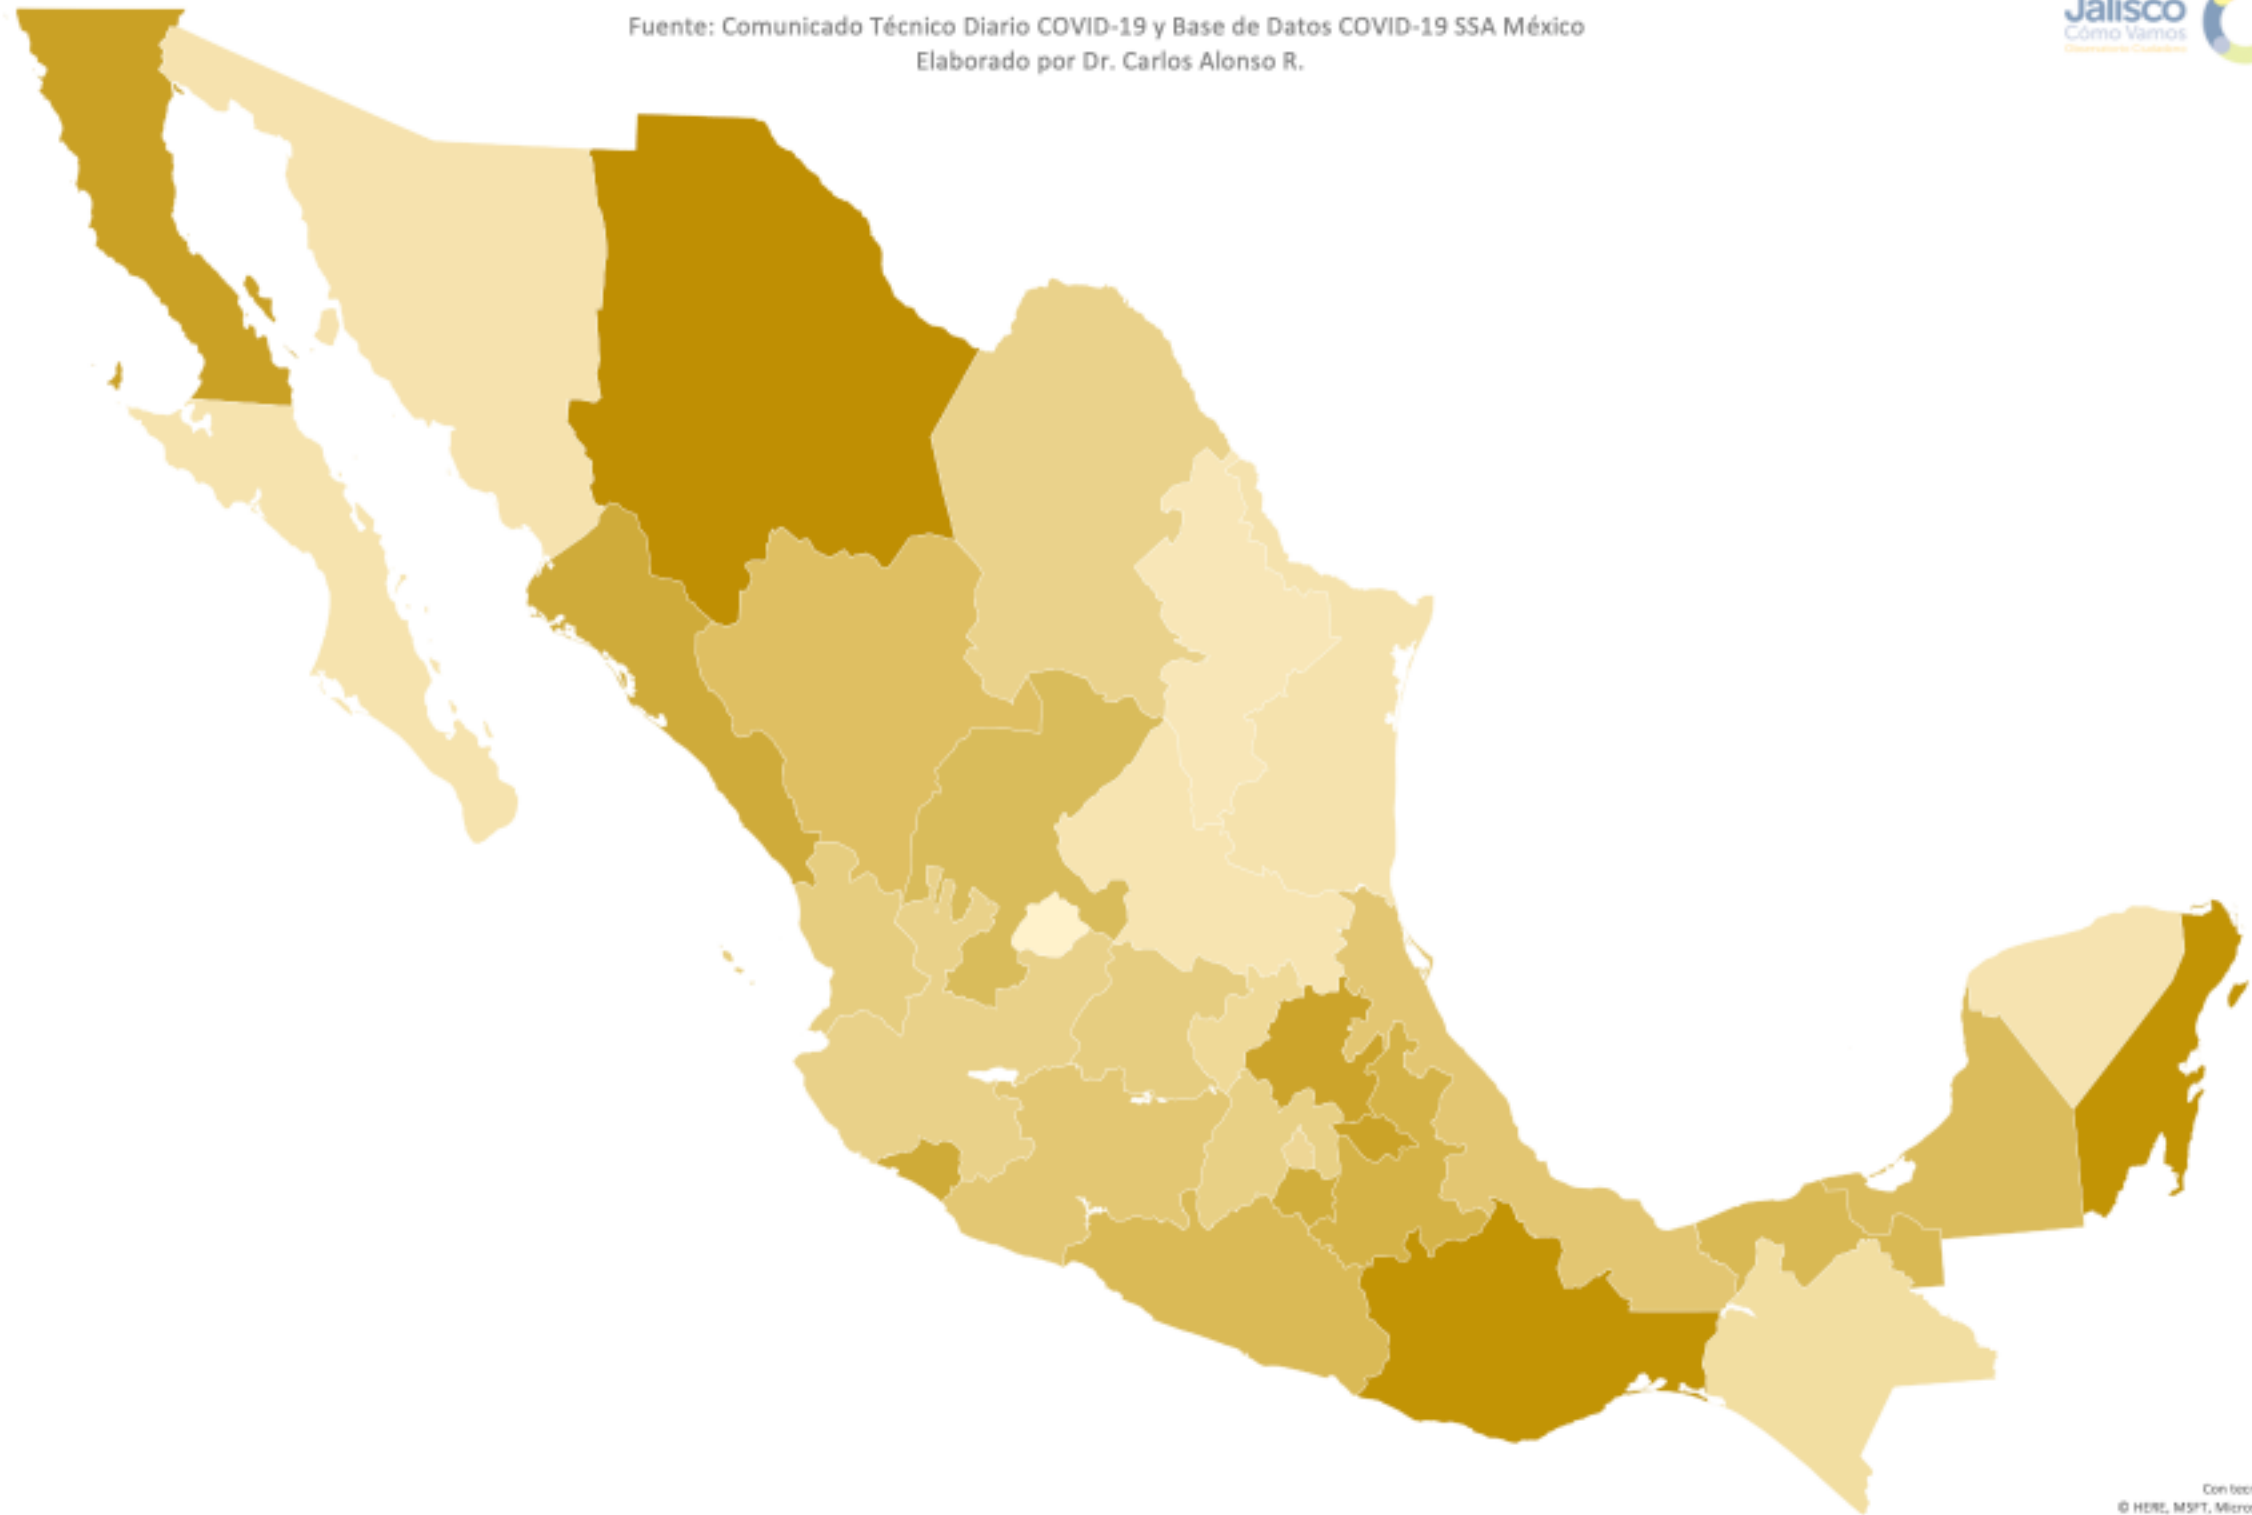 Fuente: Comunicado Técnico Diario COVID-19 y Base de Datos COVID-19 SSA México
Elaborado por Dr. Carlos Alonso R.
Jalisco
Cómo Vamos
Con
© HERE, MSFT,